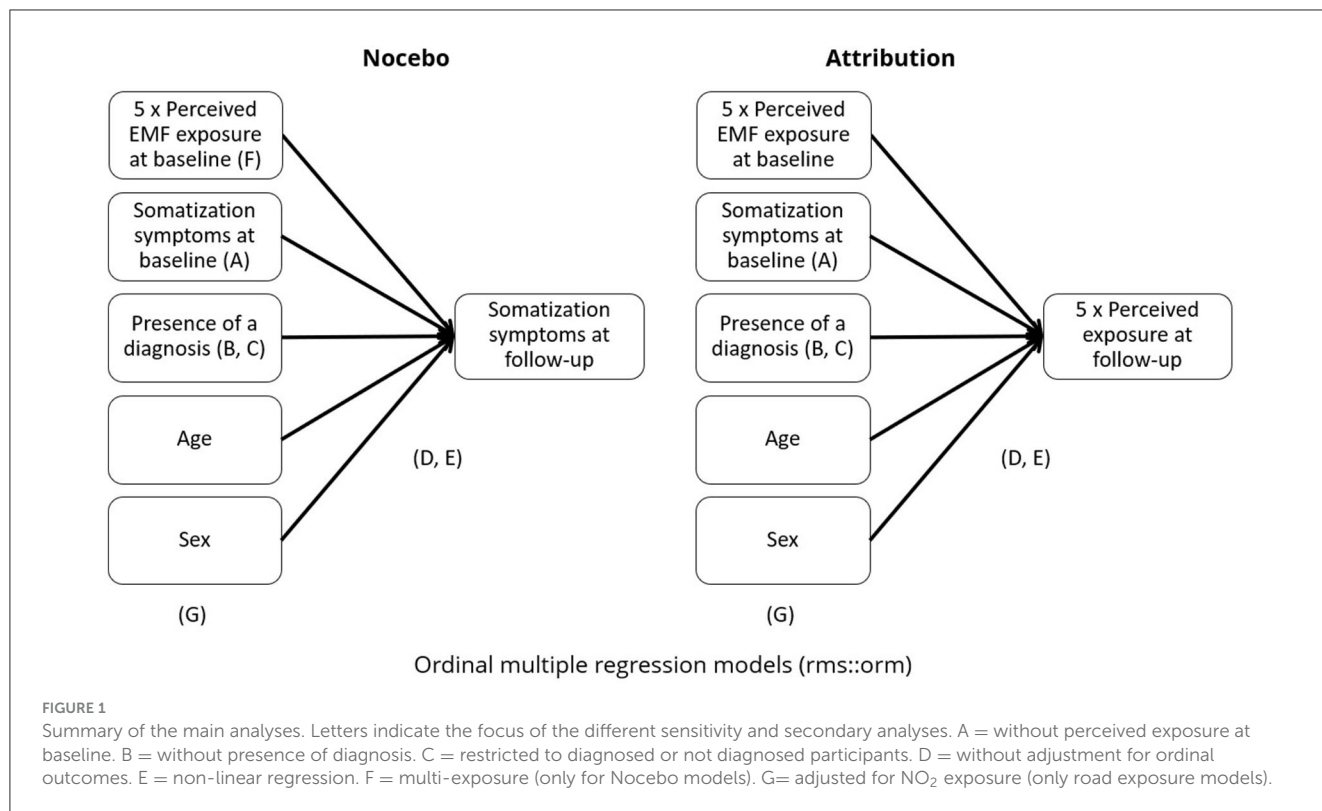 Nocebo
5 x Perceived
EMF exposure
at baseline (F)
Somatization
symptoms at
baseline (A)
Presence of a
diagnosis (B, C)
Age
Sex
(G)
Somatization
symptoms at
follow-up
(D, E)
Attribution
5 x Perceived
EMF exposure
at baseline
Somatization
symptoms at
baseline (A)
Presence of a
diagnosis (B, C)
Age
Sex
(G)
5 x Perceived
exposure at
follow-up
(D, E)
Ordinal multiple regression models (rms::orm)
FIGURE 1
Summary of the main analyses. Letters indicate the focus of the different sensitivity and secondary analyses. A = without perceived exposure at
baseline. B = without presence of diagnosis. C = restricted to diagnosed or not diagnosed participants. D = without adjustment for ordinal
outcomes. E = non-linear regression. F = multi-exposure (only for Nocebo models). G= adjusted for NO₂ exposure (only road exposure models).